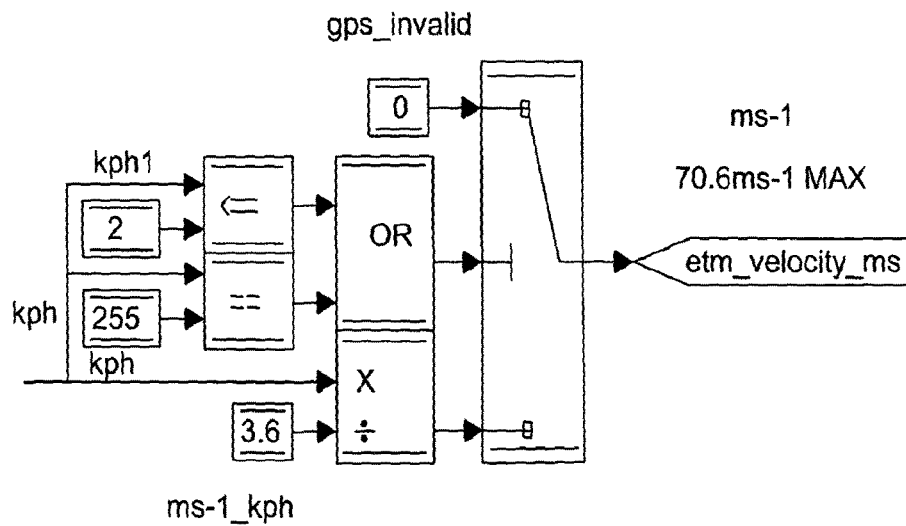 gps_invalid
0
ms-1
70.6ms-1 MAX
kph1
<=
2
OR
etm_velocity_ms
==
kph
255
kph
X
3.6
÷
ms-1_kph